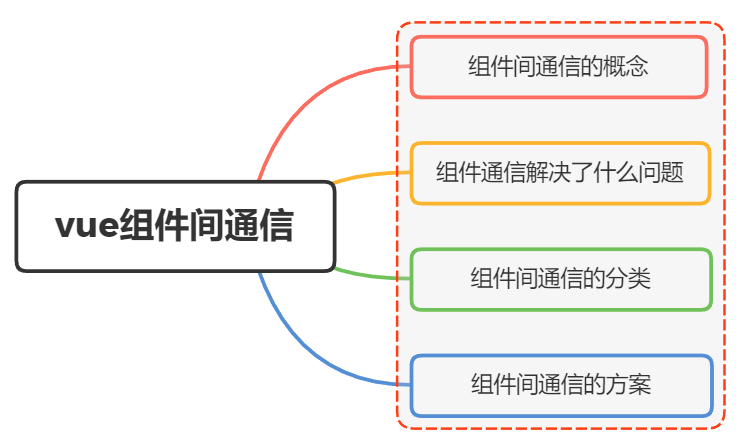 vue组件间通信
组件间通信的概念
组件通信解决了什么问题
组件间通信的分类
组件间通信的方案